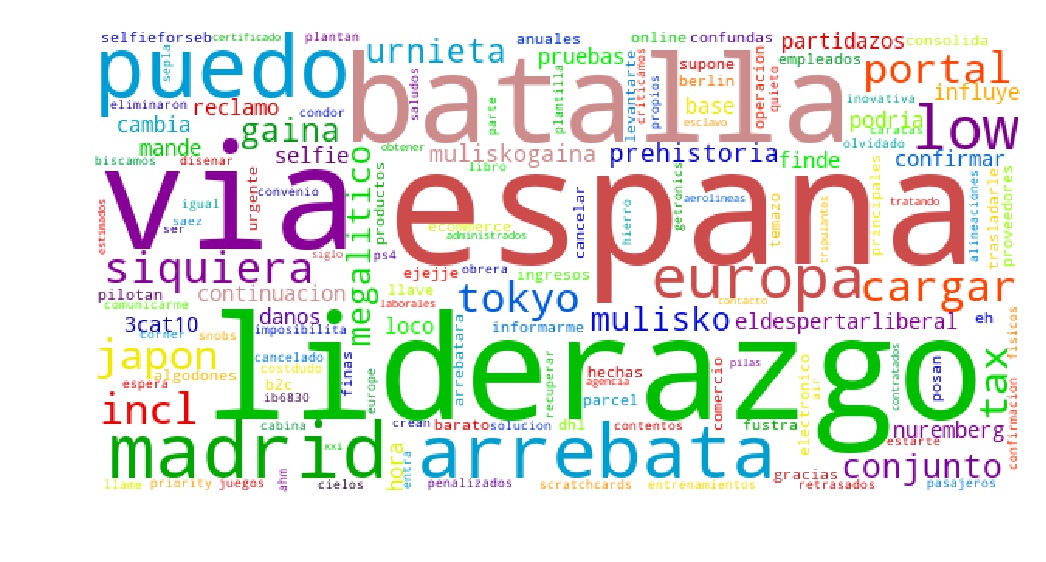 selfieforseb certificado plantan anuales online confundas partidazos consolida
puedo sepla urnieta pruebas supone empleados portal
batalla
eliminaron reclamo condor saludos parte plantilla levantarte criticamos propios berlin operacion quieto inovativa influye
cambia gaina base esclavo podria caracas low
mande selfie obtener muliskogaina prehistoria finde olvidado confirmar
biscamos disenar libro
via espana
estimados igual saez ser urgente convenio megalitico productos ecommerce administrados cancelar hierro getronics aerolineas temazo tripulantes principales tratando alineaciones trasladarle proveedores
siquiera siglo ps4 ejejje obrera ingresos europa cargar
pilotan continuacion llave tokyo contacto
comunicarme laborales
3cat10 danos loco informarme mulisko eldespertarliberal eh
corner snobs imposibilita arrebatara fisicos
liderazgo
japon algodones cancelado costdudo finas europe recuperar hechas agencia pilas comercio electronico air contratados posan tax
espera b2c parcel
incl ib6830
cabina crean barato solucion dhl contentos fustra nuremberg
madrid xxi hora entra arrebata restarte confirmacion
conjunto
llame priority juegos ahm cielos penalizados scratchcards entrenamientos gracias retrasados pasajeros